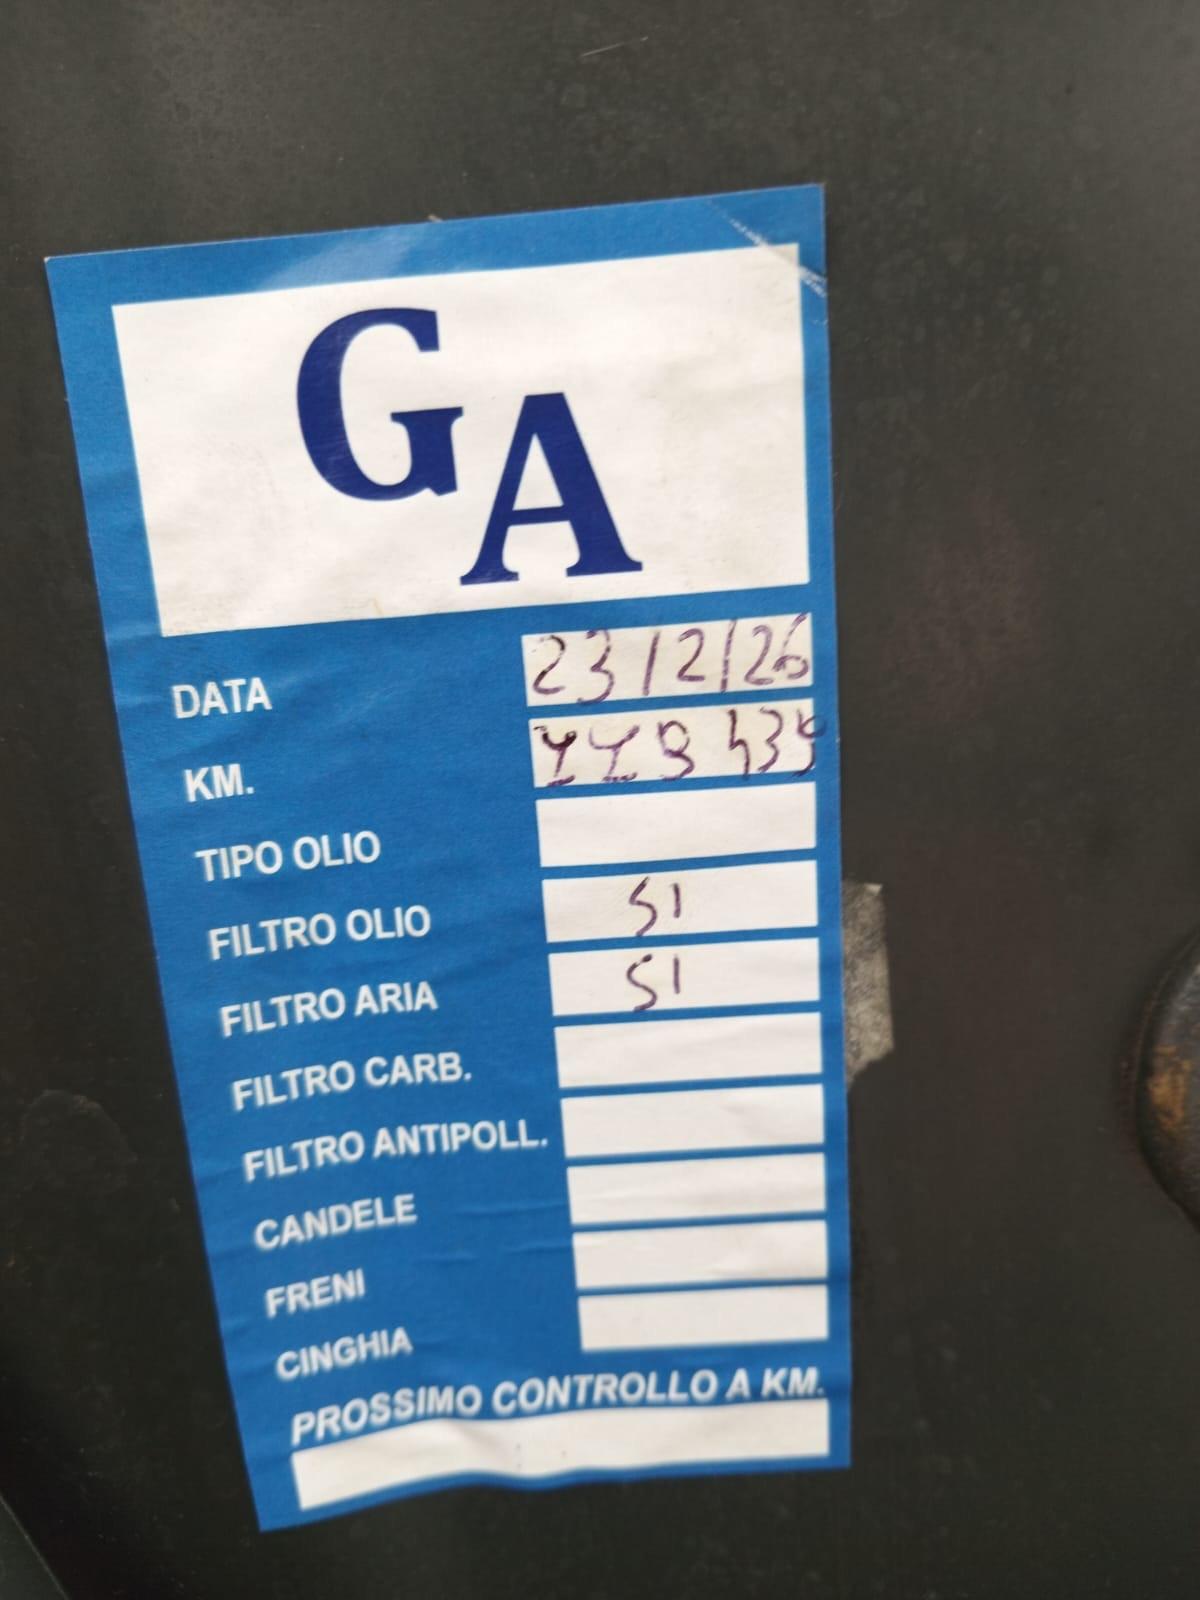 GA
DATA 23/2/26
KM.
TIPO OLIO
FILTRO OLIO SI
FILTRO ARIA SI
FILTRO CARB.
FILTRO ANTIPOLL.
CANDELE
FRENI
CINGHIA
PROSSIMO CONTROLLO A KM.